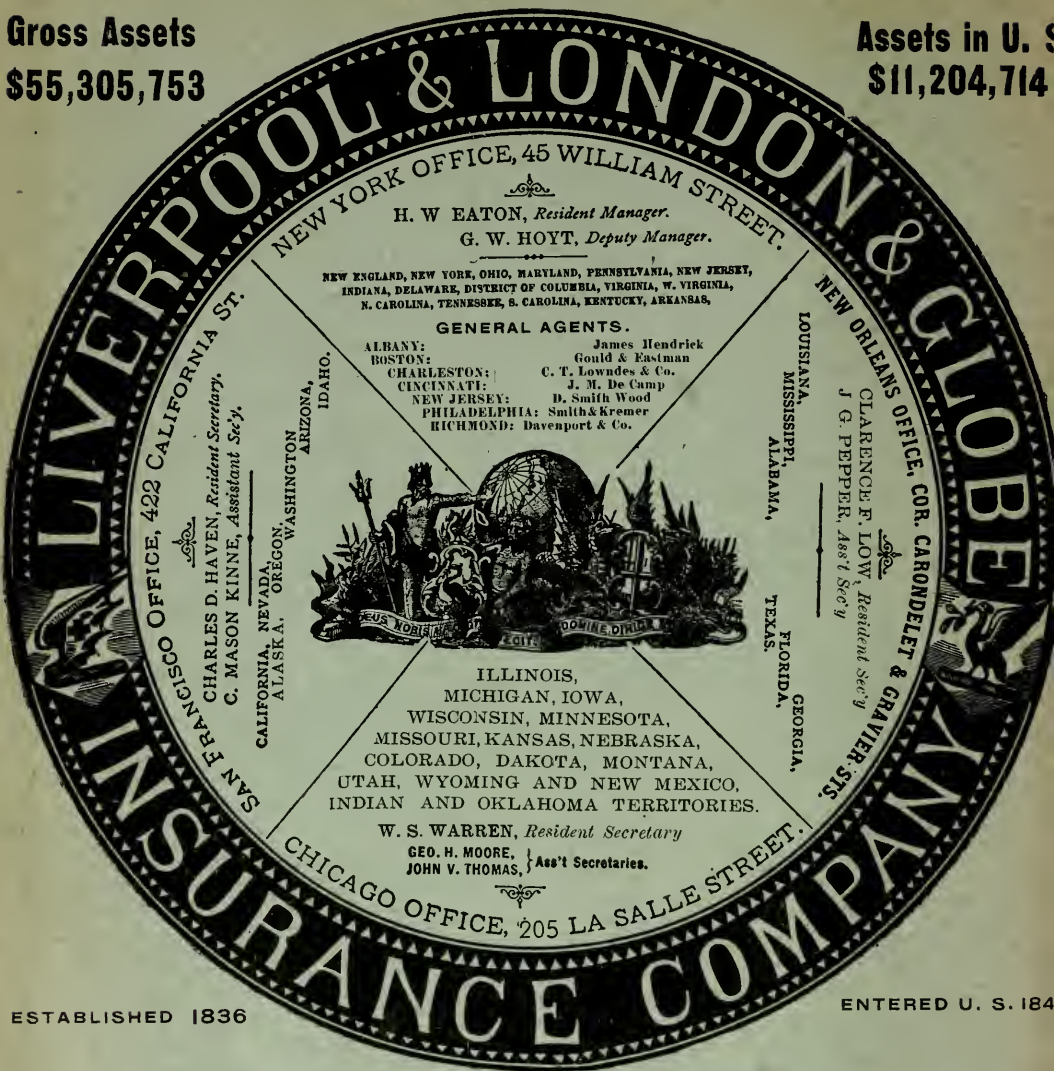 Gross Assets
$55,305,753
Assets in U. S
$11,204,714
LIVERPOOL & LONDON & GLOBE
INSURANCE COMPANY
NEW YORK OFFICE, 45 WILLIAM STREET.
H. W EATON, Resident Manager.
G. W. HOYT, Deputy Manager.
NEW ENGLAND, NEW YORK, OHIO, MARYLAND, PENNSYLVANIA, NEW JERSEY,
INDIANA, DELAWARE, DISTRICT OF COLUMBIA, VIRGINIA, W. VIRGINIA,
N. CAROLINA, TENNESSEE, S. CAROLINA, KENTUCKY, ARKANSAS,
GENERAL AGENTS.
ALBANY: James Hendrick
BOSTON: Gould & Eastman
CHARLESTON: C. T. Lowndes & Co.
CINCINNATI: J. M. De Camp
NEW JERSEY: D. Smith Wood
PHILADELPHIA: Smith&Kremer
RICHMOND: Davenport & Co.
NEW ORLEANS OFFICE, COR. CARONDELET & GRAVIER STS.
CLARENCE F. LOW, Resident Sec'y
J G. PEPPER, Ass't Sec'y
LOUISIANA,
MISSISSIPPI,
ALABAMA,
TEXAS.
FLORIDA,
GEORGIA,
SAN FRANCISCO OFFICE, 422 CALIFORNIA ST.
CHARLES D. HAVEN, Resident Secretary.
C. MASON KINNE, Assistant Sec'y.
CALIFORNIA, NEVADA,
ALASKA. OREGON,
WASHINGTON
ARIZONA,
IDAHO.
DEUS NOBIS
DOMINE, DIRIGE
ILLINOIS,
MICHIGAN, IOWA,
WISCONSIN, MINNESOTA,
MISSOURI, KANSAS, NEBRASKA,
COLORADO, DAKOTA, MONTANA,
UTAH, WYOMING AND NEW MEXICO,
INDIAN AND OKLAHOMA TERRITORIES.
W. S. WARREN, Resident Secretary
GEO. H. MOORE,
JOHN V. THOMAS, } Ass't Secretaries.
CHICAGO OFFICE, 205 LA SALLE STREET.
ESTABLISHED 1836
ENTERED U. S. 184